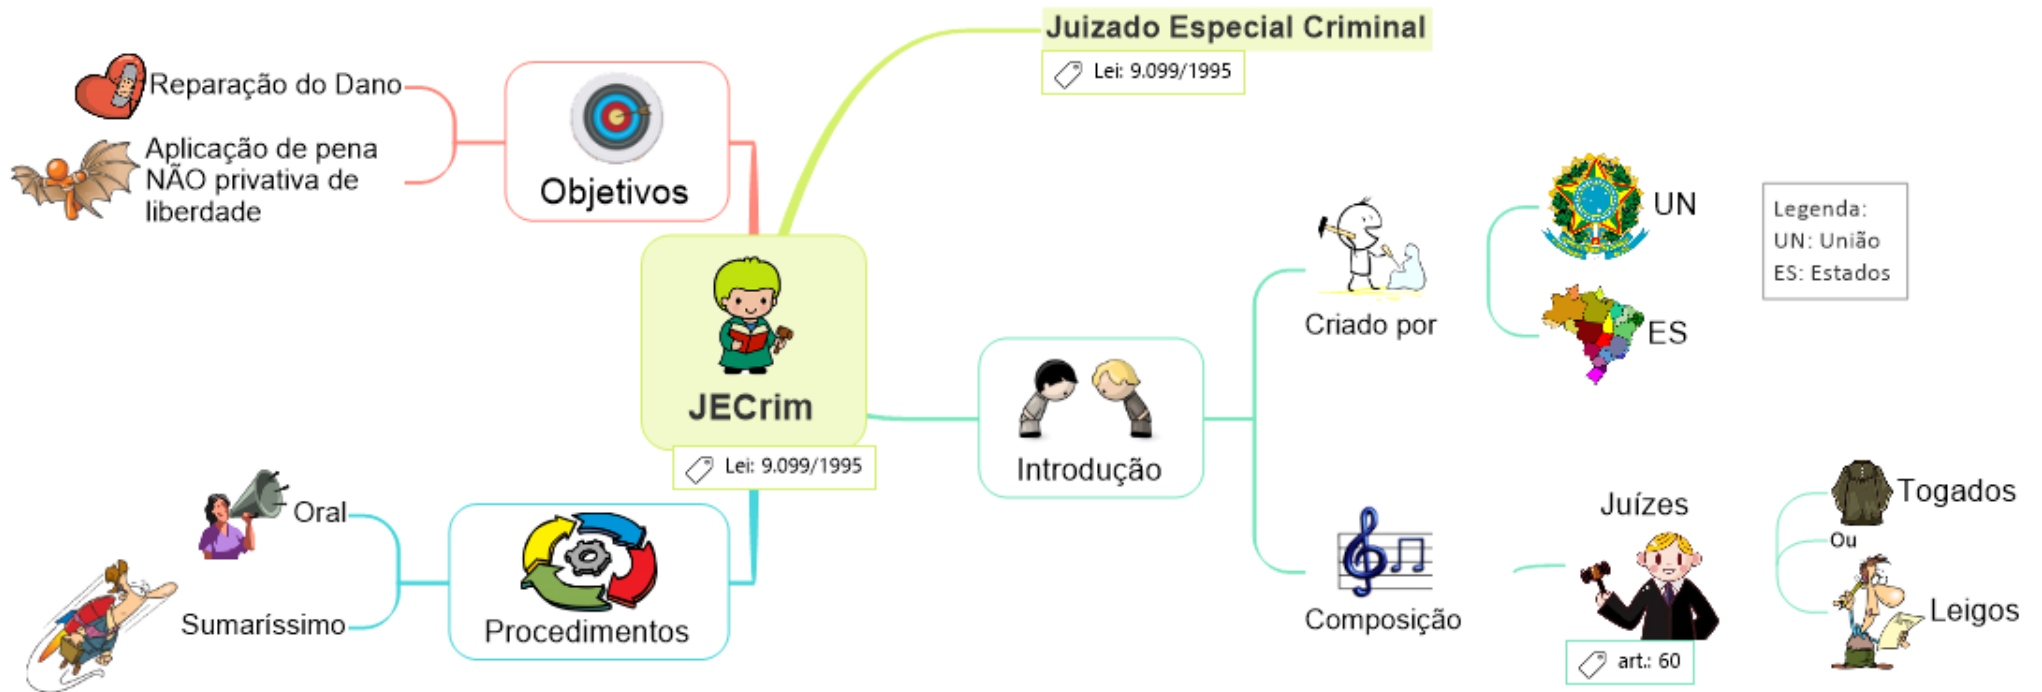 Juizado Especial Criminal
Lei: 9.099/1995
Reparação do Dano
Aplicação de pena
NÃO privativa de
liberdade
Objetivos
JECrim
Lei: 9.099/1995
Oral
Sumaríssimo
Procedimentos
Introdução
Criado por
UN
ES
Legenda:
UN: União
ES: Estados
Composição
Juízes
art.: 60
Togados
Ou
Leigos